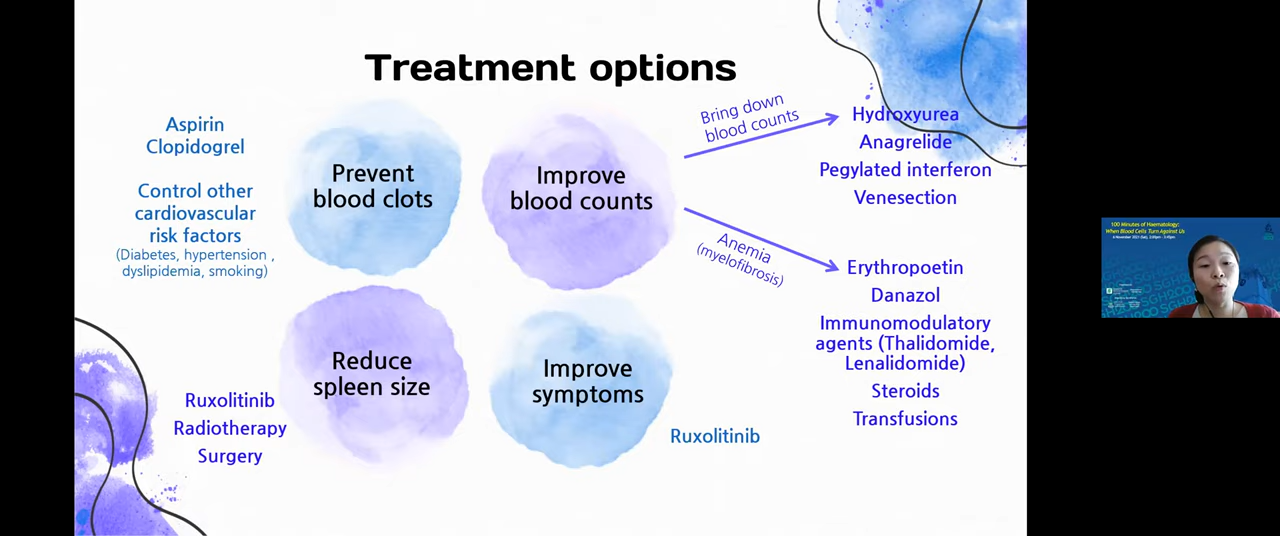 Treatment options
Aspirin
Clopidogrel
Control other
cardiovascular
risk factors
(Diabetes, hypertension ,
dyslipidemia, smoking)
Prevent
blood clots
Improve
blood counts
Bring down
blood counts
Hydroxyurea
Anagrelide
Pegylated interferon
Venesection
Anemia
(myelofibrosis)
Erythropoetin
Danazol
Immunomodulatory
agents (Thalidomide,
Lenalidomide)
Steroids
Transfusions
Reduce
spleen size
Ruxolitinib
Radiotherapy
Surgery
Improve
symptoms
Ruxolitinib
100 Minutes of Haematology:
When Blood Cells Turn Against Us